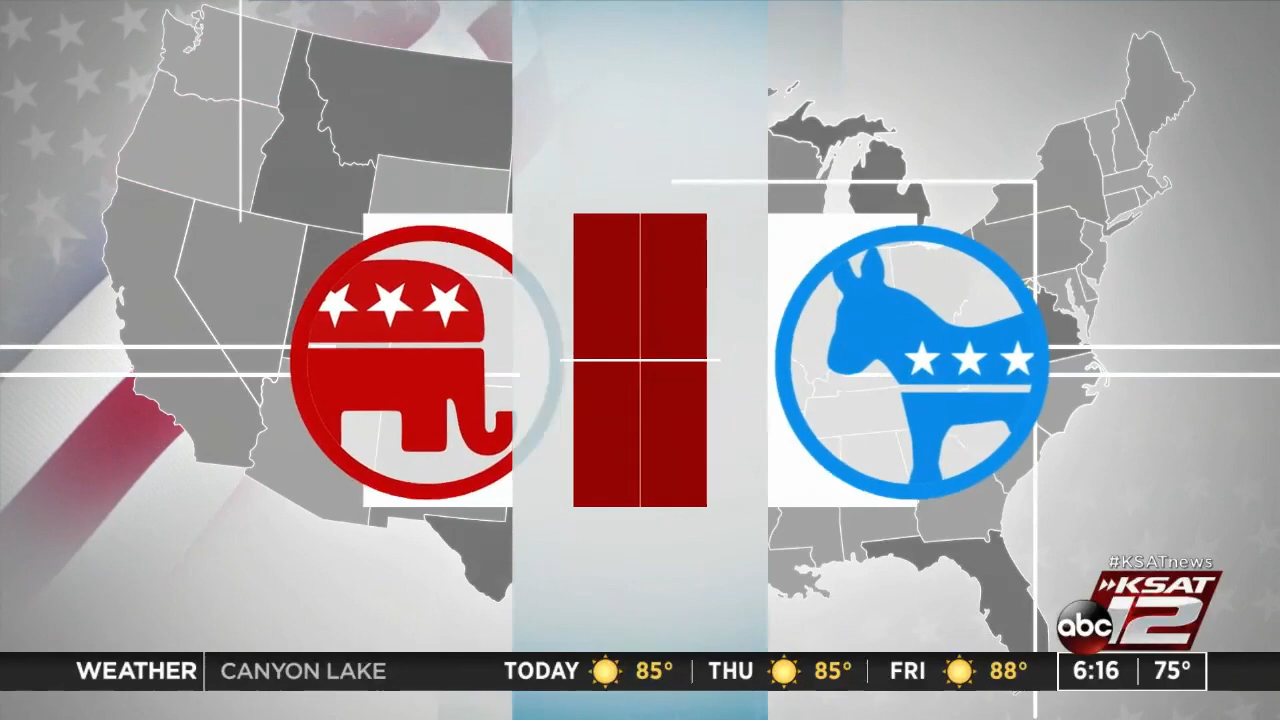 #KSATnews
KSAT
abc 12
WEATHER CANYON LAKE TODAY 85° THU 85° FRI 88° 6:16 75°